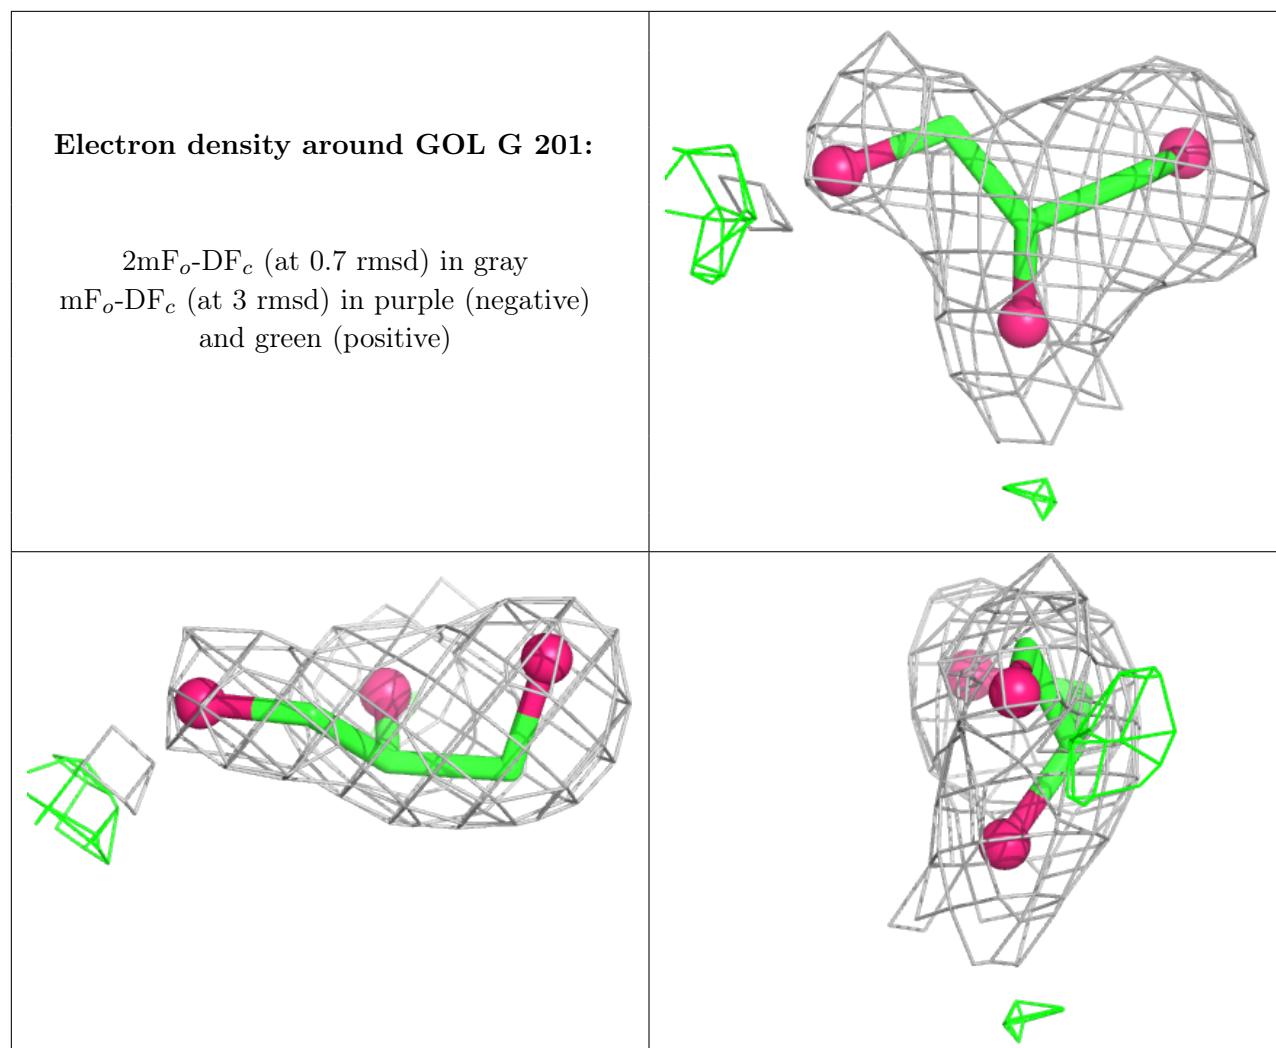 Electron density around GOL G 201:
2mFo-DFc (at 0.7 rmsd) in gray
mFo-DFc (at 3 rmsd) in purple (negative)
and green (positive)